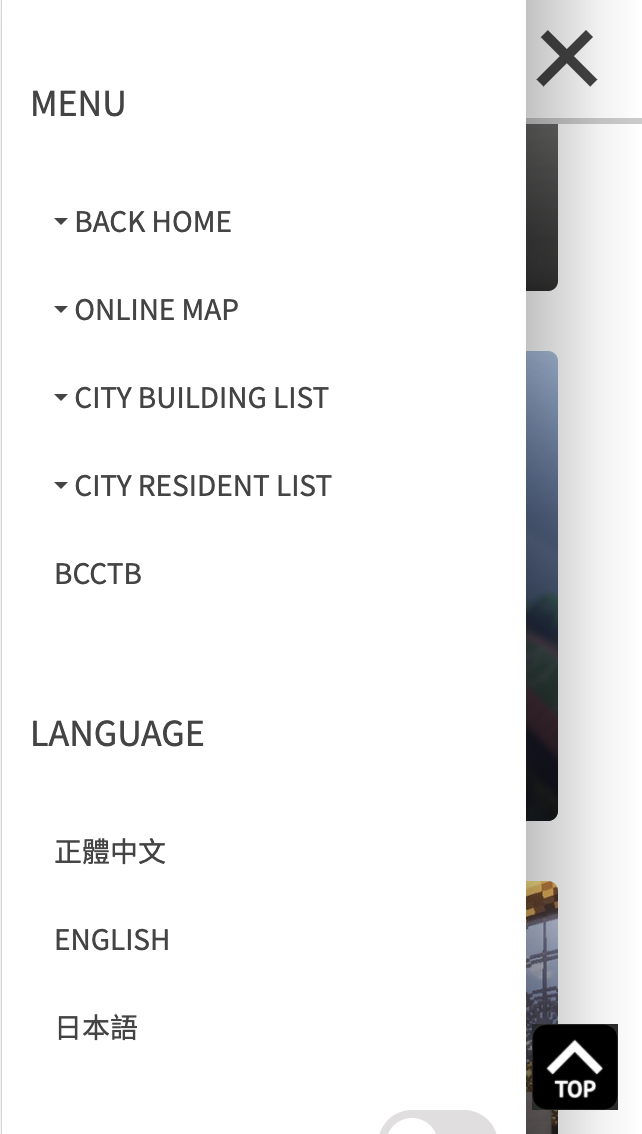 MENU
BACK HOME
ONLINE MAP
CITY BUILDING LIST
CITY RESIDENT LIST
BCCTB
LANGUAGE
正體中文
ENGLISH
日本語
TOP